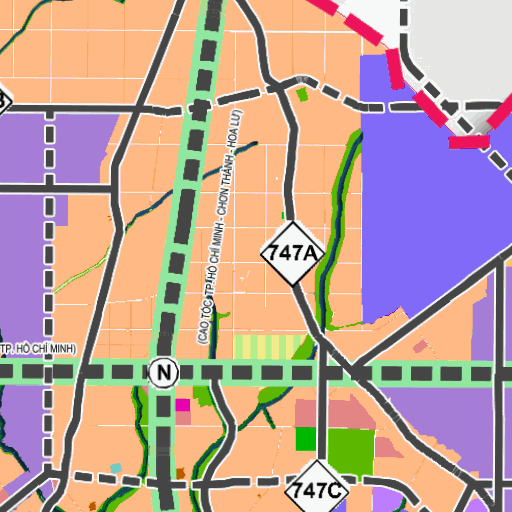 747A
(CAO TỐC TP. HỒ CHÍ MINH - CHƠN THÀNH - HOA LƯ)
TP. HỒ CHÍ MINH)
N
747C